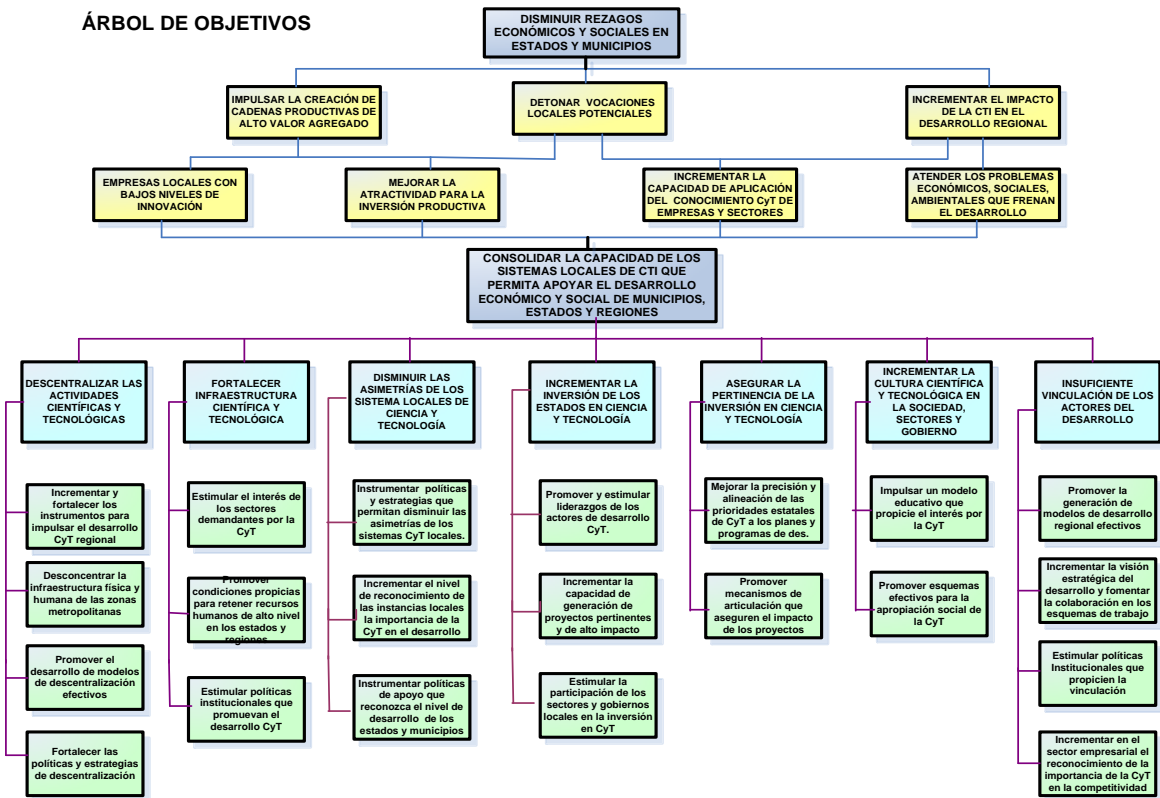 ÁRBOL DE OBJETIVOS
DISMINUIR REZAGOS
ECONÓMICOS Y SOCIALES EN
ESTADOS Y MUNICIPIOS
IMPULSAR LA CREACIÓN DE
CADENAS PRODUCTIVAS DE
ALTO VALOR AGREGADO
DETONAR VOCACIONES
LOCALES POTENCIALES
INCREMENTAR EL IMPACTO
DE LA CTI EN EL
DESARROLLO REGIONAL
EMPRESAS LOCALES CON
BAJOS NIVELES DE
INNOVACIÓN
MEJORAR LA
ATRACTIVIDAD PARA LA
INVERSIÓN PRODUCTIVA
INCREMENTAR LA
CAPACIDAD DE APLICACIÓN
DEL CONOCIMIENTO CyT DE
EMPRESAS Y SECTORES
ATENDER LOS PROBLEMAS
ECONÓMICOS, SOCIALES,
AMBIENTALES QUE FRENAN
EL DESARROLLO
CONSOLIDAR LA CAPACIDAD DE LOS
SISTEMAS LOCALES DE CTI QUE
PERMITA APOYAR EL DESARROLLO
ECONÓMICO Y SOCIAL DE MUNICIPIOS,
ESTADOS Y REGIONES
DESCENTRALIZAR LAS
ACTIVIDADES
CIENTÍFICAS Y
TECNOLÓGICAS
FORTALECER
INFRAESTRUCTURA
CIENTÍFICA Y
TECNOLÓGICA
DISMINUIR LAS
ASIMETRÍAS DE LOS
SISTEMA LOCALES DE
CIENCIA Y
TECNOLOGÍA
INCREMENTAR LA
INVERSIÓN DE LOS
ESTADOS EN CIENCIA
Y TECNOLOGÍA
ASEGURAR LA
PERTINENCIA DE LA
INVERSIÓN EN CIENCIA
Y TECNOLOGÍA
INCREMENTAR LA
CULTURA CIENTÍFICA
Y TECNOLÓGICA EN
LA SOCIEDAD,
SECTORES Y
GOBIERNO
INSUFICIENTE
VINCULACIÓN DE LOS
ACTORES DEL
DESARROLLO
Incrementar y
fortalecer los
instrumentos para
impulsar el desarrollo
CyT regional
Desconcentrar la
infraestructura física y
humana de las zonas
metropolitanas
Promover el
desarrollo de modelos
de descentralización
efectivos
Fortalecer las
políticas y estrategias
de descentralización
Estimular el interés de
los sectores
demandantes por la
CyT
Promover
condiciones propicias
para retener recursos
humanos de alto nivel
en los estados y
regiones
Estimular políticas
institucionales que
promuevan el
desarrollo CyT
Instrumentar políticas
y estrategias que
permitan disminuir las
asimetrías de los
sistemas CyT locales.
Incrementar el nivel
de reconocimiento de
las instancias locales
la importancia de la
CyT en el desarrollo
Instrumentar políticas
de apoyo que
reconozca el nivel de
desarrollo de los
estados y municipios
Promover y estimular
liderazgos de los
actores de desarrollo
CyT.
Incrementar la
capacidad de
generación de
proyectos pertinentes
y de alto impacto
Estimular la
participación de los
sectores y gobiernos
locales en la inversión
en CyT
Mejorar la precisión y
alineación de las
prioridades estatales
de CyT a los planes y
programas de des.
Promover
mecanismos de
articulación que
aseguren el impacto
de los proyectos
Impulsar un modelo
educativo que
propicie el interés por
la CyT
Promover esquemas
efectivos para la
apropiación social de
la CyT
Promover la
generación de
modelos de desarrollo
regional efectivos
Incrementar la visión
estratégica del
desarrollo y fomentar
la colaboración en los
esquemas de trabajo
Estimular políticas
Institucionales que
propicien la
vinculación
Incrementar en el
sector empresarial el
reconocimiento de la
importancia de la CyT
en la competitividad